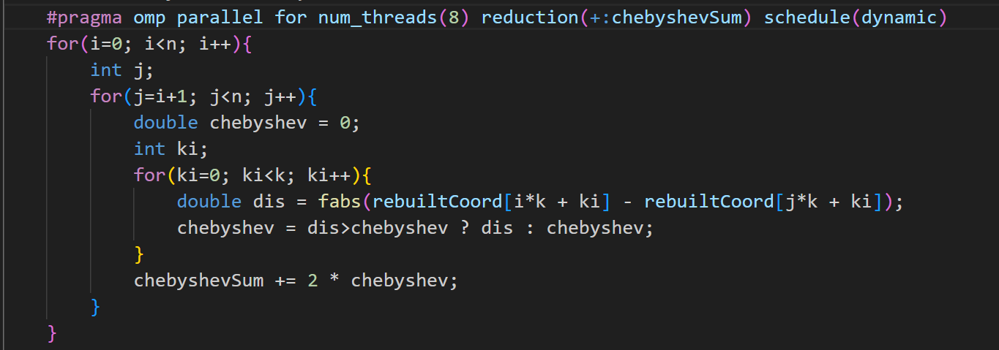 #pragma omp parallel for num_threads(8) reduction(+:chebyshevSum) schedule(dynamic)
for(i=0; i<n; i++){
    int j;
    for(j=i+1; j<n; j++){
        double chebyshev = 0;
        int ki;
        for(ki=0; ki<k; ki++){
            double dis = fabs(rebuiltCoord[i*k + ki] - rebuiltCoord[j*k + ki]);
            chebyshev = dis>chebyshev ? dis : chebyshev;
        }
        chebyshevSum += 2 * chebyshev;
    }
}